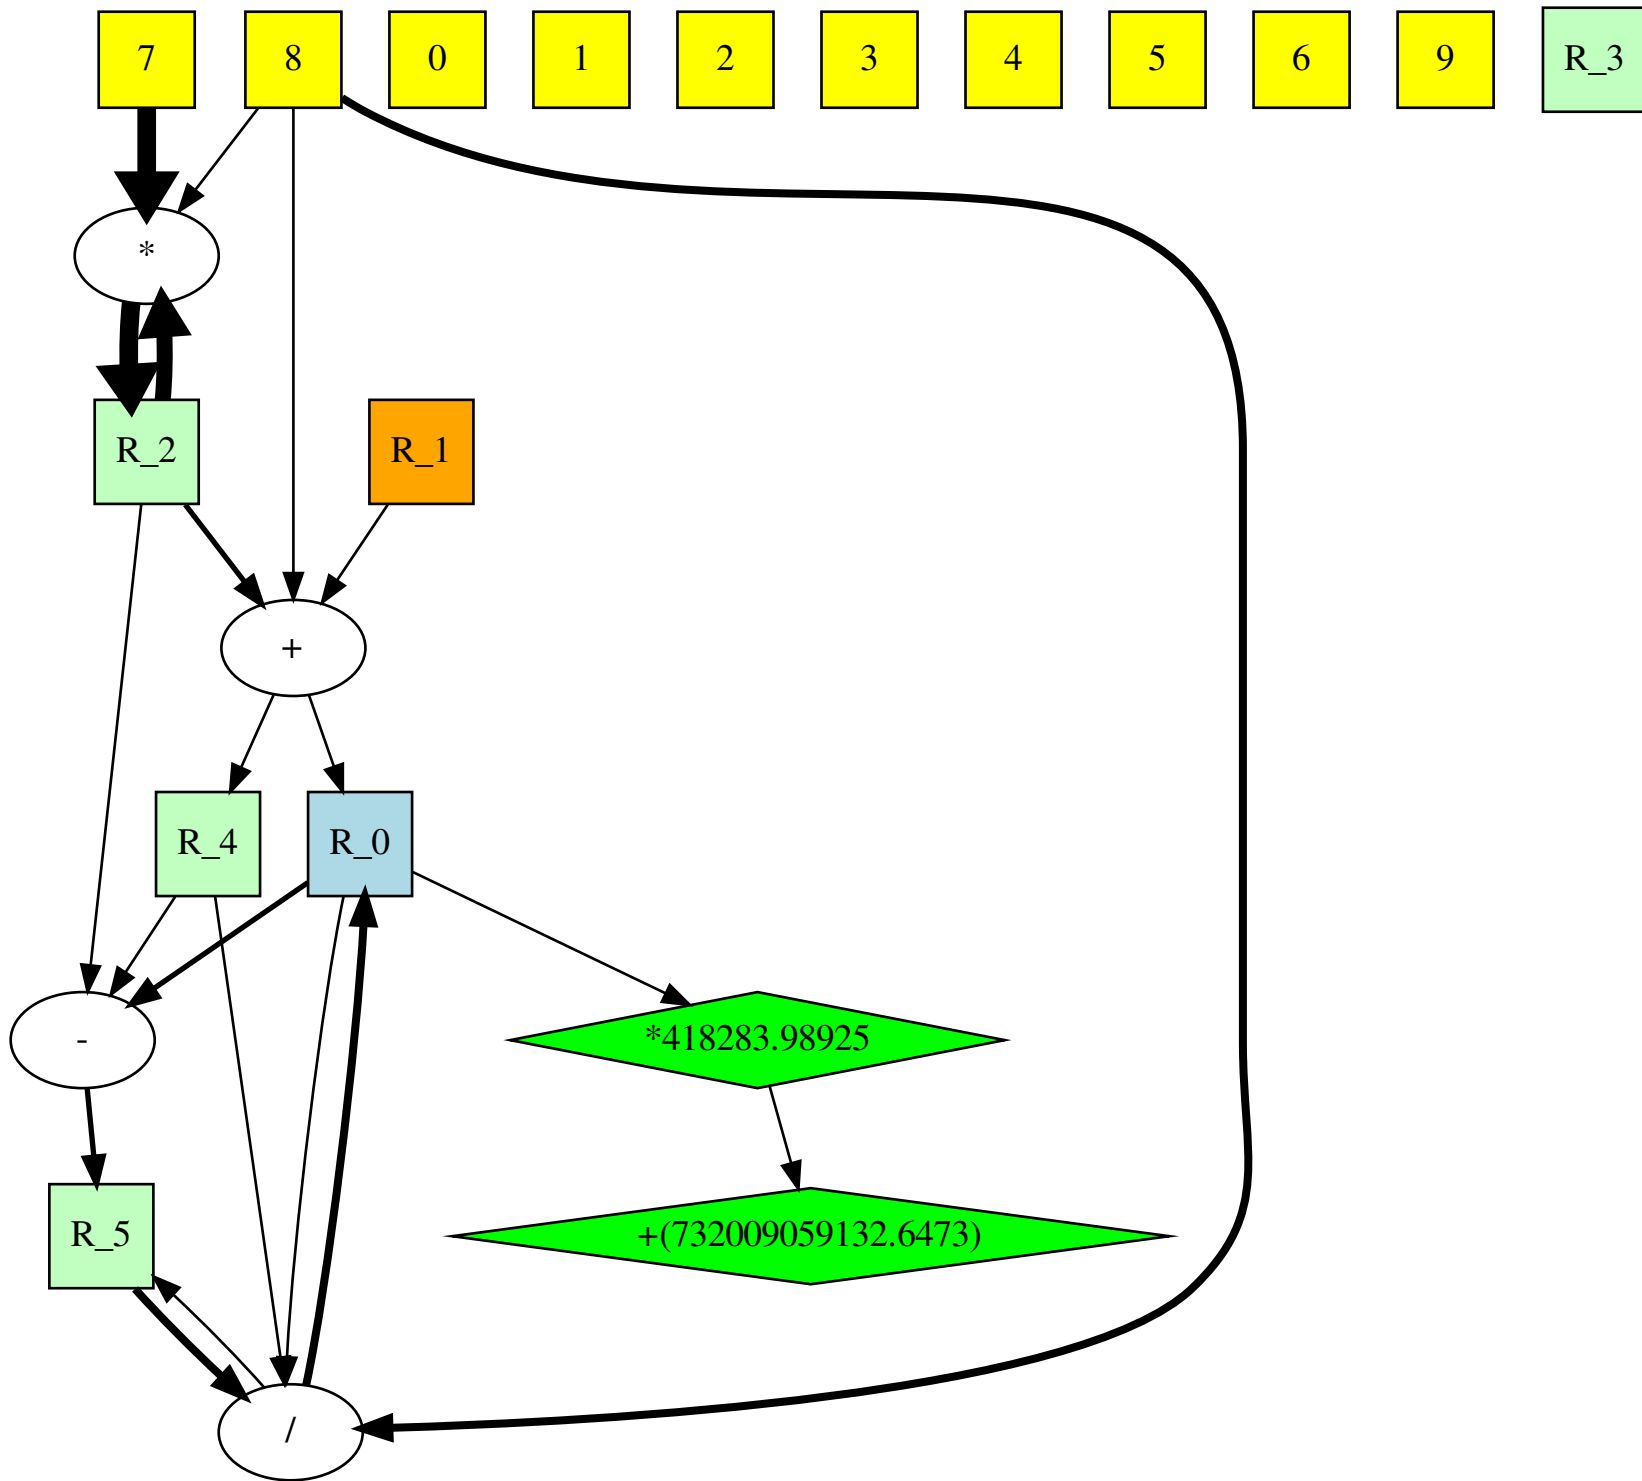 7 8 0 1 2 3 4 5 6 9 R_3
*
R_2 R_1
+
R_4 R_0
- *418283.98925
R_5 +(732009059132.6473)
/